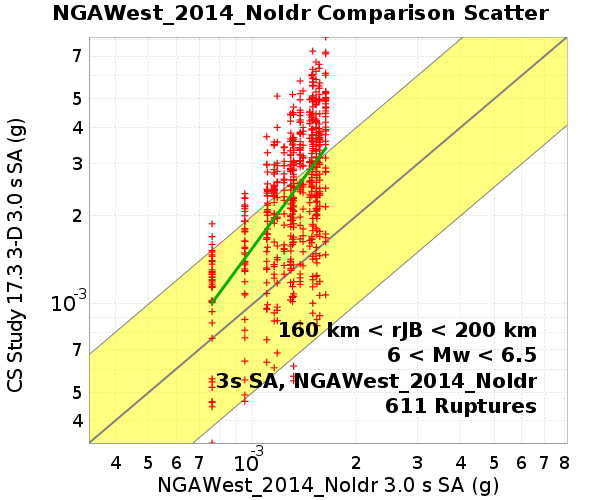 NGAWest_2014_NoIdr Comparison Scatter
7
5
4
3
2
10-3
7
5
4
CS Study 17.3 3-D 3.0 s SA (g)
160 km < rJB < 200 km
6 < Mw < 6.5
3s SA, NGAWest_2014_NoIdr
611 Ruptures
4 5 6 7 10-3 2 3 4 5 6 7 8
NGAWest_2014_NoIdr 3.0 s SA (g)